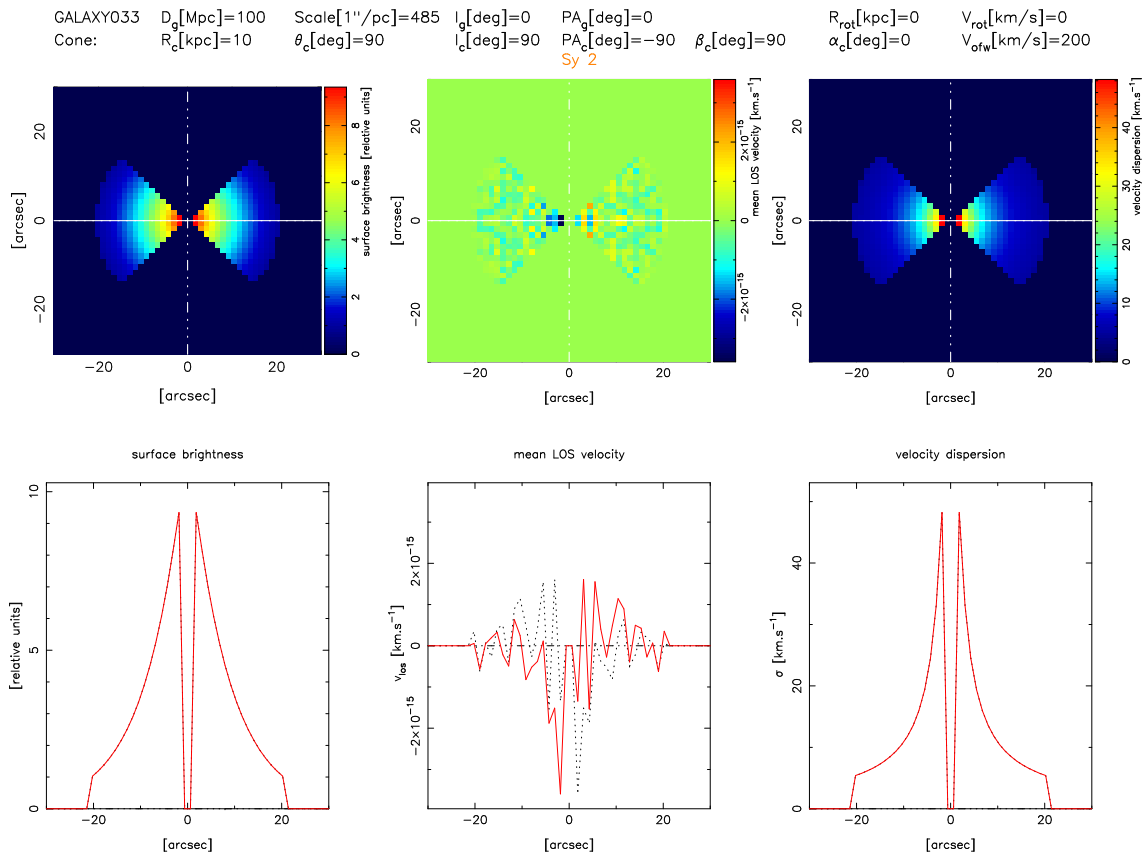 GALAXY033 D_g[Mpc]=100 Scale[1"/pc]=485 I_g[deg]=0 PA_g[deg]=0 R_rot[kpc]=0 V_rot[km/s]=0
Cone: R_c[kpc]=10 θ_c[deg]=90 I_c[deg]=90 PA_c[deg]=−90 β_c[deg]=90 α_c[deg]=0 V_ofw[km/s]=200
Sy 2
[arcsec]
20
0
−20
−20 0 20
[arcsec]
0 2 4 6 8
surface brightness [relative units]
[arcsec]
20
0
−20
−20 0 20
[arcsec]
−2×10⁻¹⁵ 0 2×10⁻¹⁵
mean LOS velocity [km.s⁻¹]
[arcsec]
20
0
−20
−20 0 20
[arcsec]
0 10 20 30 40
velocity dispersion [km.s⁻¹]
surface brightness
[relative units]
10
5
0
−20 0 20
[arcsec]
mean LOS velocity
v_los [km.s⁻¹]
2×10⁻¹⁵
0
−2×10⁻¹⁵
−20 0 20
[arcsec]
velocity dispersion
σ [km.s⁻¹]
40
20
0
−20 0 20
[arcsec]